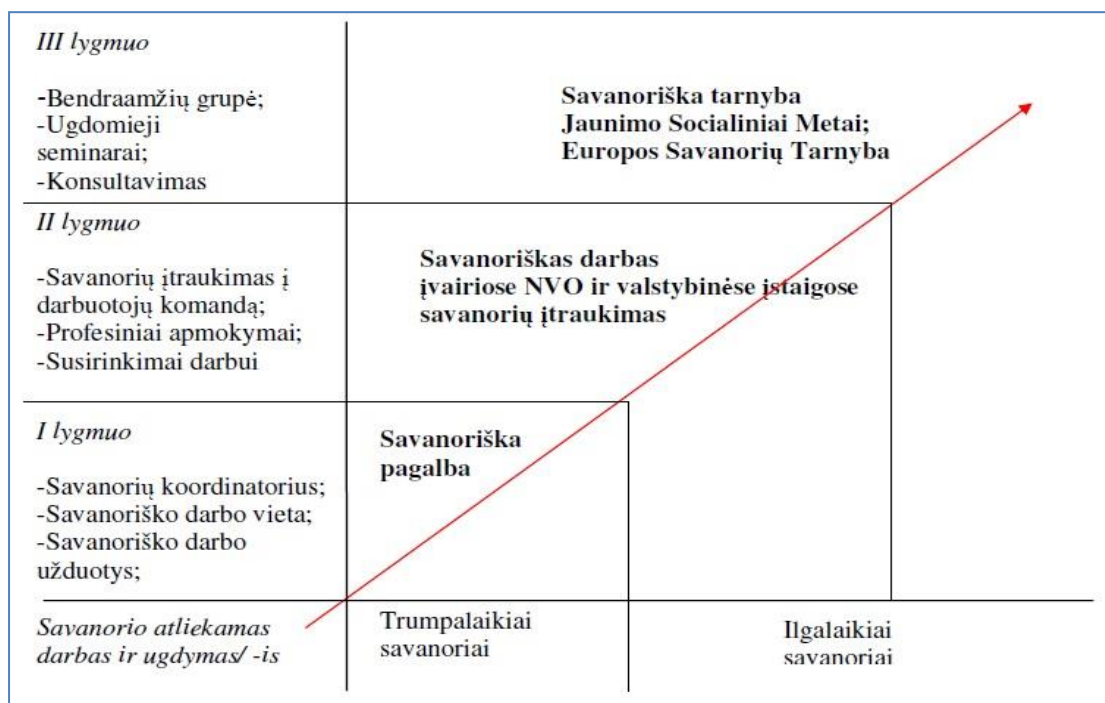 III lygmuo
-Bendraamžių grupė;
-Ugdomieji
seminarai;
-Konsultavimas
Savanoriška tarnyba
Jaunimo Socialiniai Metai;
Europos Savanorių Tarnyba
II lygmuo
-Savanorių įtraukimas į
darbuotojų komandą;
-Profesiniai apmokymai;
-Susirinkimai darbui
Savanoriškas darbas
įvairiose NVO ir valstybinėse įstaigose
savanorių įtraukimas
I lygmuo
-Savanorių koordinatorius;
-Savanoriško darbo vieta;
-Savanoriško darbo
užduotys;
Savanoriška
pagalba
Savanorio atliekamas
darbas ir ugdymas/ -is
Trumpalaikiai
savanoriai
Ilgalaikiai
savanoriai